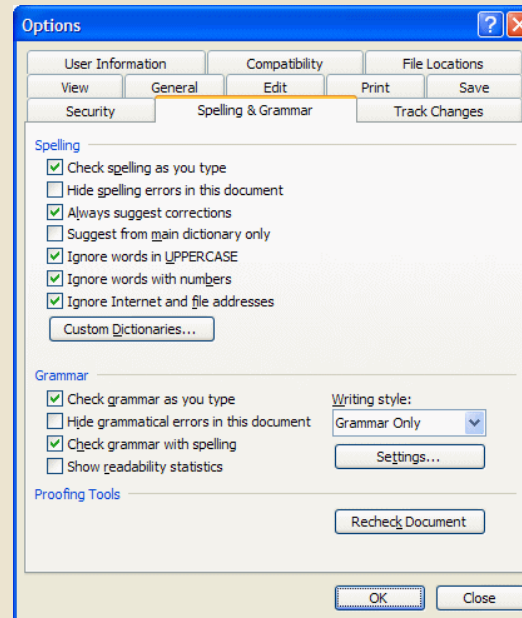 Options
User Information Compatibility File Locations
View General Edit Print Save
Security Spelling & Grammar Track Changes
Spelling
Check spelling as you type
Hide spelling errors in this document
Always suggest corrections
Suggest from main dictionary only
Ignore words in UPPERCASE
Ignore words with numbers
Ignore Internet and file addresses
Custom Dictionaries...
Grammar
Check grammar as you type Writing style:
Hide grammatical errors in this document Grammar Only
Check grammar with spelling Settings...
Show readability statistics
Proofing Tools
Recheck Document
OK Close